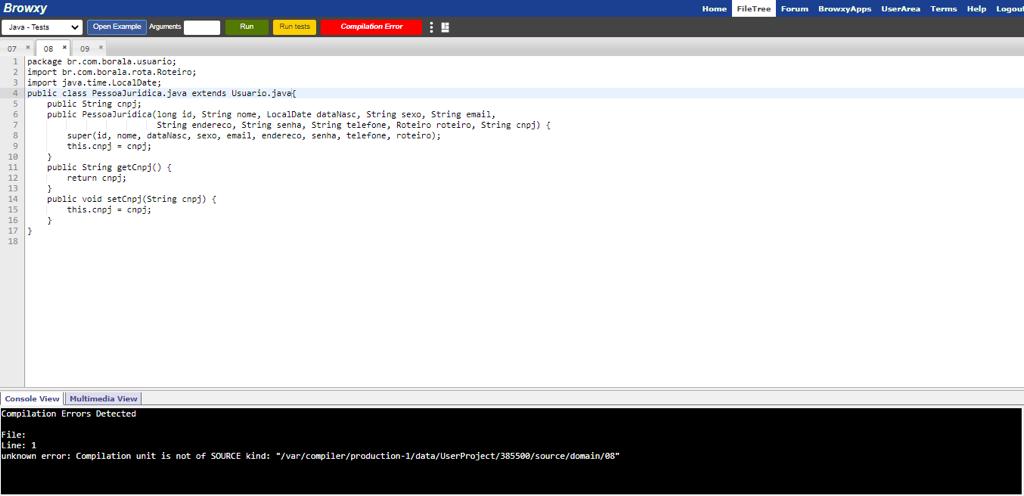 Browxy
Home FileTree Forum BrowxyApps UserArea Terms Help Logout
Java - Tests Open Example Arguments Run Run tests Compilation Error
07 × 08 × 09 ×
1 package br.com.borala.usuario;
2 import br.com.borala.rota.Roteiro;
3 import java.time.LocalDate;
4 public class PessoaJuridica.java extends Usuario.java{
5 public String cnpj;
6 public PessoaJuridica(long id, String nome, LocalDate dataNasc, String sexo, String email,
7 String endereco, String senha, String telefone, Roteiro roteiro, String cnpj) {
8 super(id, nome, dataNasc, sexo, email, endereco, senha, telefone, roteiro);
9 this.cnpj = cnpj;
10 }
11 public String getCnpj() {
12 return cnpj;
13 }
14 public void setCnpj(String cnpj) {
15 this.cnpj = cnpj;
16 }
17 }
18
Console View Multimedia View
Compilation Errors Detected
File:
Line: 1
unknown error: Compilation unit is not of SOURCE kind: "/var/compiler/production-1/data/UserProject/385500/source/domain/08"